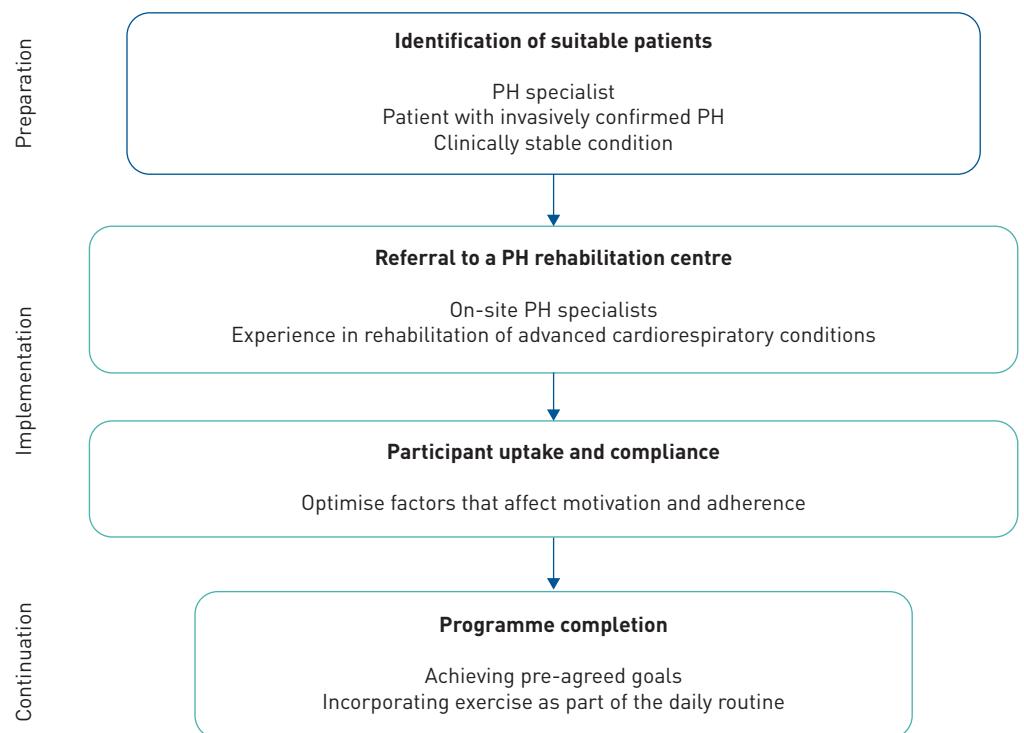 Preparation
Identification of suitable patients
PH specialist
Patient with invasively confirmed PH
Clinically stable condition
Implementation
Referral to a PH rehabilitation centre
On-site PH specialists
Experience in rehabilitation of advanced cardiorespiratory conditions
Participant uptake and compliance
Optimise factors that affect motivation and adherence
Continuation
Programme completion
Achieving pre-agreed goals
Incorporating exercise as part of the daily routine